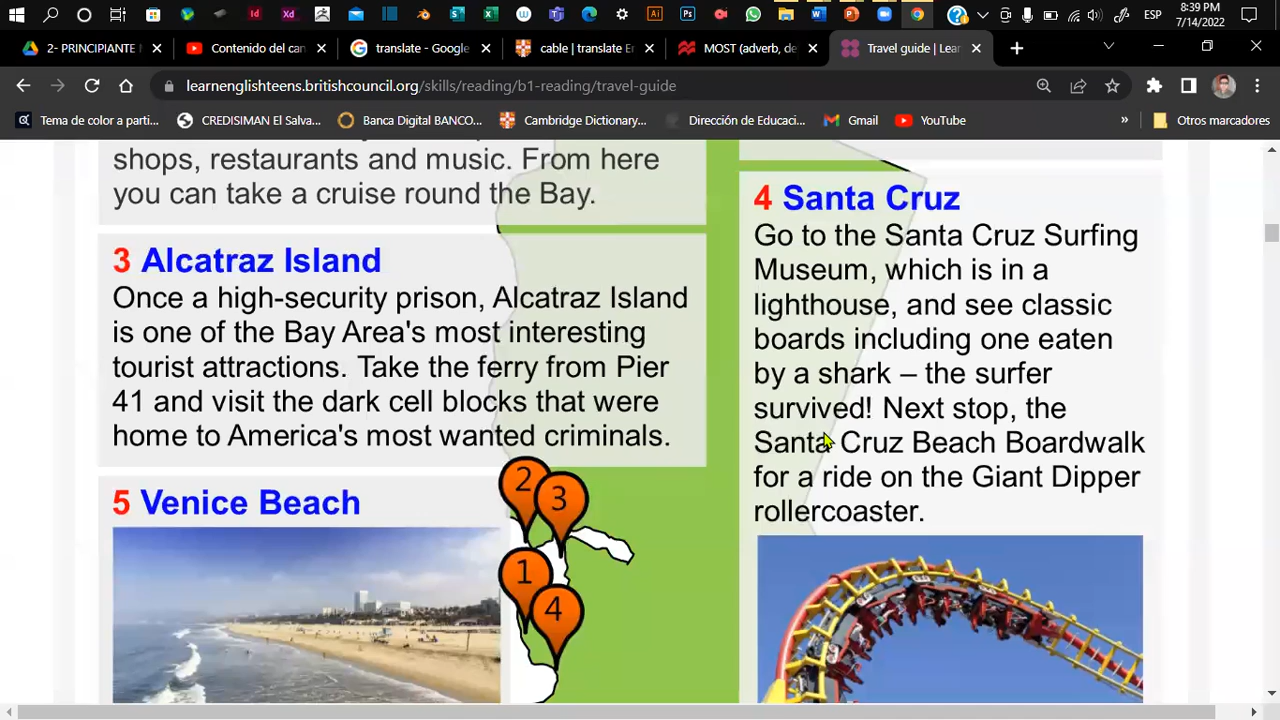 8:39 PM
ESP
7/14/2022
2- PRINCIPIANTE
Contenido del can
translate - Google
cable | translate E
MOST (adverb, de
Travel guide | Lea
learnenglishteens.britishcouncil.org/skills/reading/b1-reading/travel-guide
Tema de color a parti...
CREDISIMAN El Salva...
Banca Digital BANCO...
Cambridge Dictionary...
Dirección de Educaci...
Gmail
YouTube
»
Otros marcadores
shops, restaurants and music. From here
you can take a cruise round the Bay.
3 Alcatraz Island
Once a high-security prison, Alcatraz Island
is one of the Bay Area's most interesting
tourist attractions. Take the ferry from Pier
41 and visit the dark cell blocks that were
home to America's most wanted criminals.
4 Santa Cruz
Go to the Santa Cruz Surfing
Museum, which is in a
lighthouse, and see classic
boards including one eaten
by a shark – the surfer
survived! Next stop, the
Santa Cruz Beach Boardwalk
for a ride on the Giant Dipper
rollercoaster.
5 Venice Beach
2
3
1
4